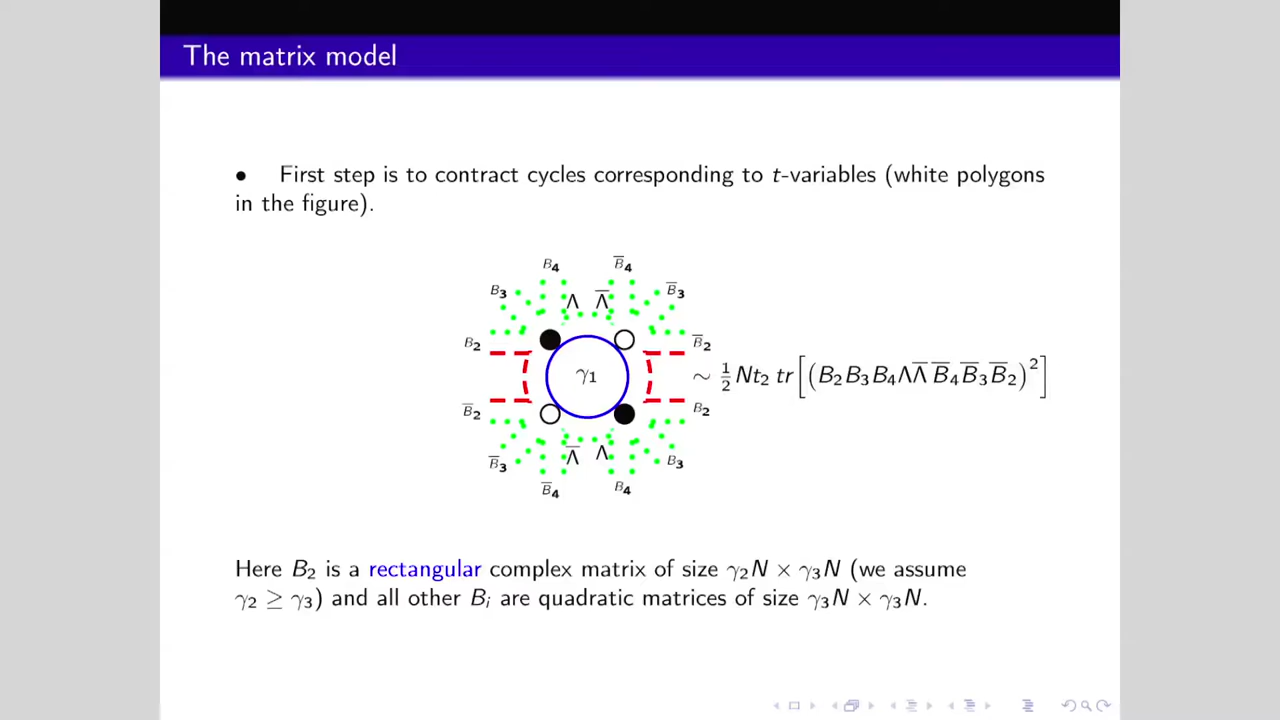 The matrix model
• First step is to contract cycles corresponding to t-variables (white polygons
in the figure).
B₄ B̅₄
B₃ Λ Λ̅ B̅₃
B₂ B̅₂
γ₁ ∼ ½ Nt₂ tr[(B₂B₃B₄ΛΛ̅B̅₄B̅₃B̅₂)²]
B̅₂ B₂
B̅₃ Λ̅ Λ B₃
B̅₄ B₄
Here B₂ is a rectangular complex matrix of size γ₂N × γ₃N (we assume
γ₂ ≥ γ₃) and all other Bᵢ are quadratic matrices of size γ₃N × γ₃N.